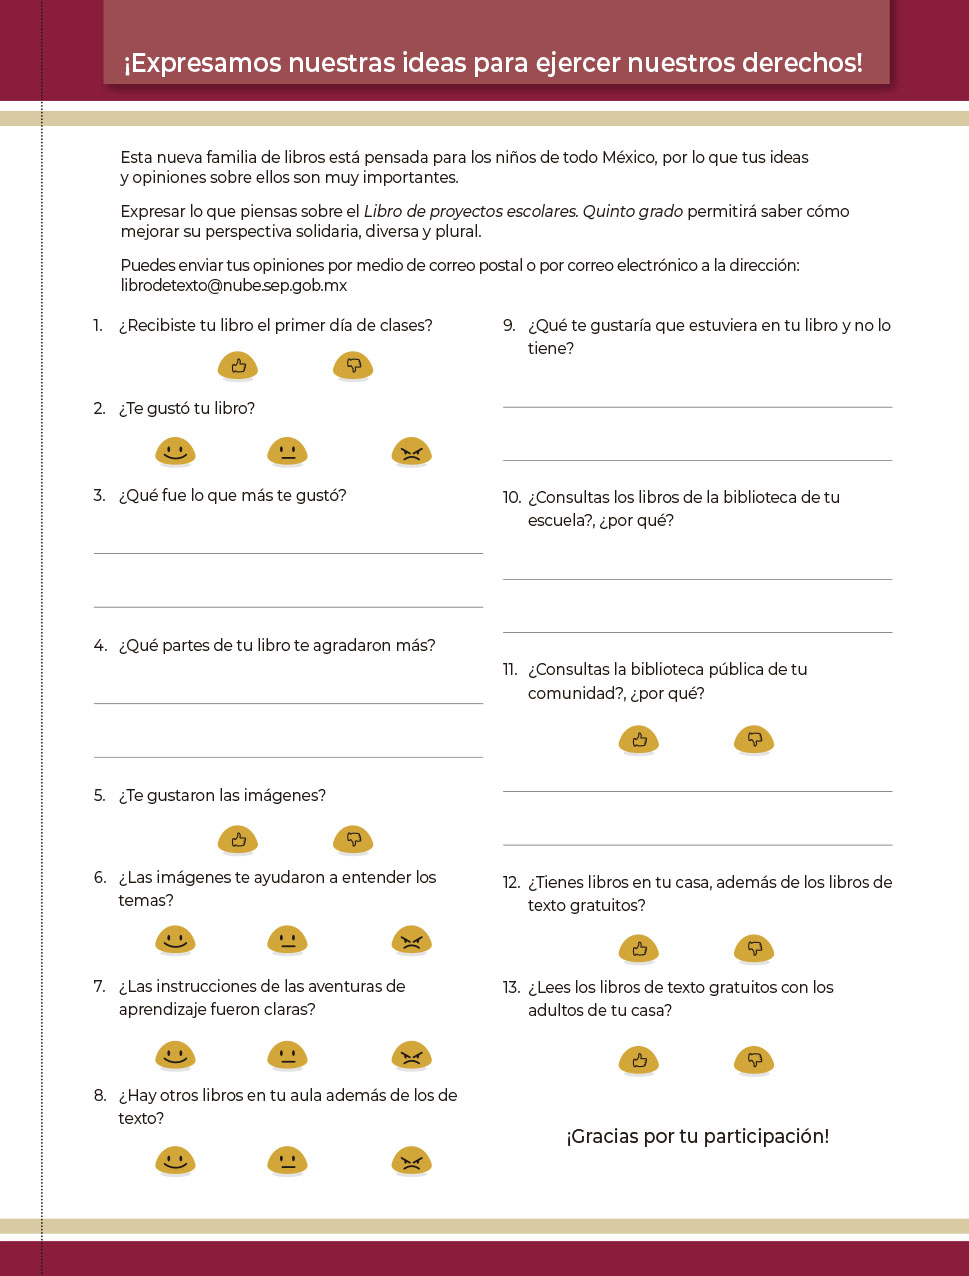 ¡Expresamos nuestras ideas para ejercer nuestros derechos!
Esta nueva familia de libros está pensada para los niños de todo México, por lo que tus ideas
y opiniones sobre ellos son muy importantes.
Expresar lo que piensas sobre el Libro de proyectos escolares. Quinto grado permitirá saber cómo
mejorar su perspectiva solidaria, diversa y plural.
Puedes enviar tus opiniones por medio de correo postal o por correo electrónico a la dirección:
librodetexto@nube.sep.gob.mx
1. ¿Recibiste tu libro el primer día de clases?
2. ¿Te gustó tu libro?
3. ¿Qué fue lo que más te gustó?
4. ¿Qué partes de tu libro te agradaron más?
5. ¿Te gustaron las imágenes?
6. ¿Las imágenes te ayudaron a entender los
temas?
7. ¿Las instrucciones de las aventuras de
aprendizaje fueron claras?
8. ¿Hay otros libros en tu aula además de los de
texto?
9. ¿Qué te gustaría que estuviera en tu libro y no lo
tiene?
10. ¿Consultas los libros de la biblioteca de tu
escuela?, ¿por qué?
11. ¿Consultas la biblioteca pública de tu
comunidad?, ¿por qué?
12. ¿Tienes libros en tu casa, además de los libros de
texto gratuitos?
13. ¿Lees los libros de texto gratuitos con los
adultos de tu casa?
¡Gracias por tu participación!